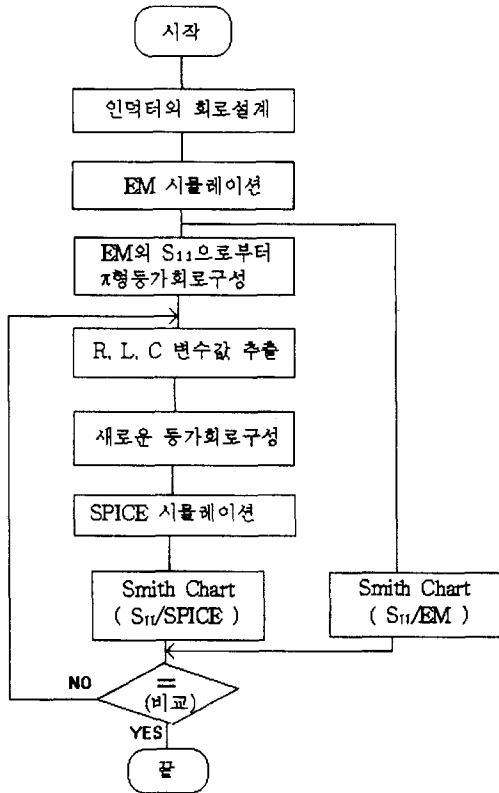 시작
인덕터의 회로설계
EM 시뮬레이션
EM의 S₁₁으로부터
π형등가회로구성
R, L, C 변수값 추출
새로운 등가회로구성
SPICE 시뮬레이션
Smith Chart
( S₁₁/SPICE )
Smith Chart
( S₁₁/EM )
=
(비교)
NO
YES
끝